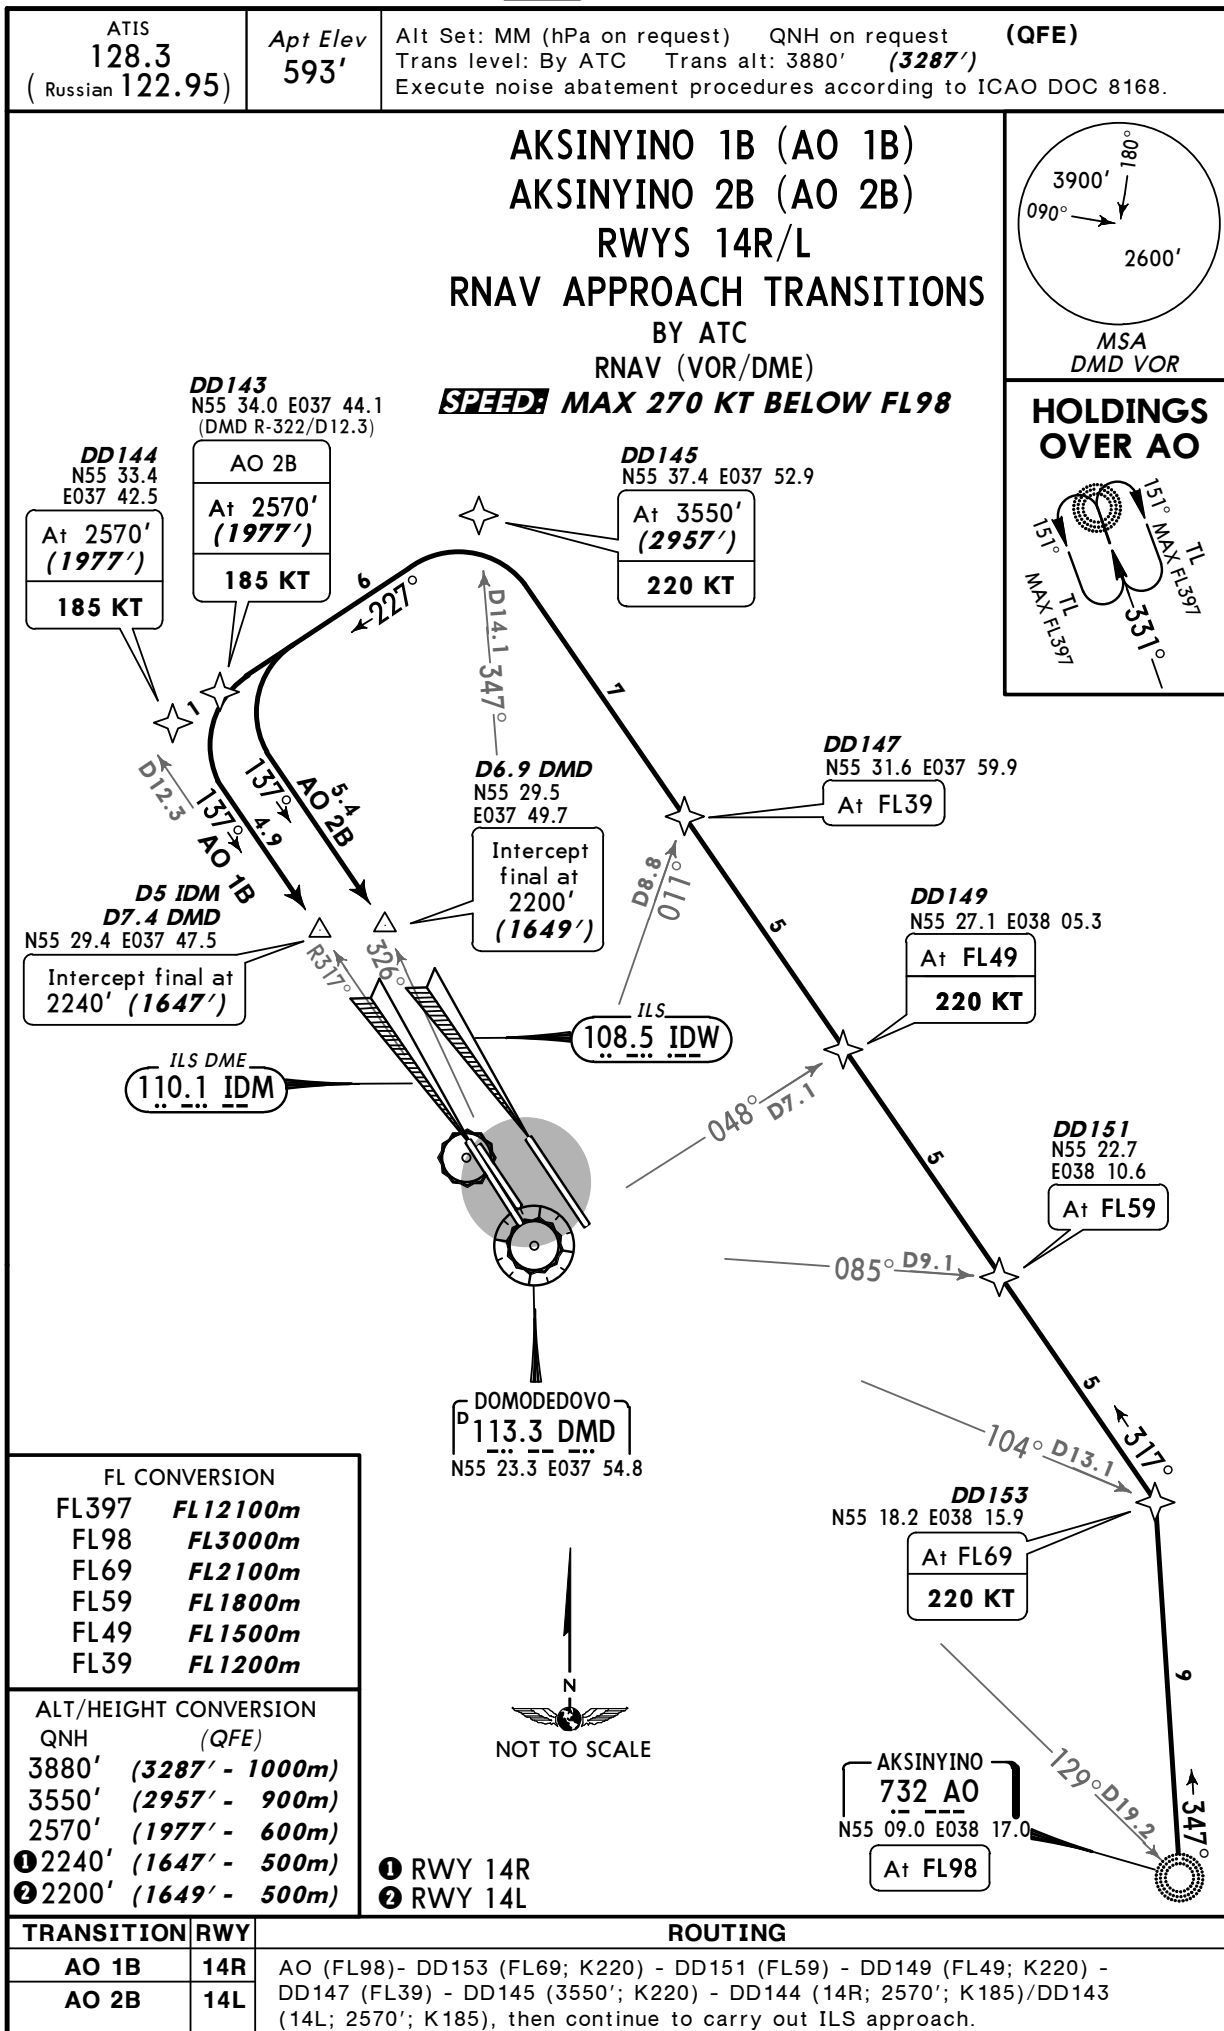 ATIS
128.3
( Russian 122.95)
Apt Elev
593'
Alt Set: MM (hPa on request) QNH on request (QFE)
Trans level: By ATC Trans alt: 3880' (3287')
Execute noise abatement procedures according to ICAO DOC 8168.
AKSINYINO 1B (AO 1B)
AKSINYINO 2B (AO 2B)
RWYS 14R/L
RNAV APPROACH TRANSITIONS
BY ATC
RNAV (VOR/DME)
SPEED: MAX 270 KT BELOW FL98
3900'
180°
090°
2600'
MSA
DMD VOR
HOLDINGS
OVER AO
151°
TL
MAX FL397
151°
TL
MAX FL397
331°
DD143
N55 34.0 E037 44.1
(DMD R-322/D12.3)
AO 2B
At 2570'
(1977')
185 KT
DD144
N55 33.4
E037 42.5
At 2570'
(1977')
185 KT
DD145
N55 37.4 E037 52.9
At 3550'
(2957')
220 KT
6
227°
D14.1
347°
7
1
D12.3
137°
4.9
AO 1B
137°
5.4
AO 2B
D6.9 DMD
N55 29.5
E037 49.7
Intercept
final at
2200'
(1649')
DD147
N55 31.6 E037 59.9
At FL39
D8.8
011°
D5 IDM
D7.4 DMD
N55 29.4 E037 47.5
Intercept final at
2240' (1647')
R317°
326°
5
DD149
N55 27.1 E038 05.3
At FL49
220 KT
ILS
108.5 IDW
ILS DME
110.1 IDM
048°
D7.1
5
DD151
N55 22.7
E038 10.6
At FL59
085°
D9.1
5
DOMODEDOVO
D
113.3 DMD
N55 23.3 E037 54.8
317°
104°
D13.1
DD153
N55 18.2 E038 15.9
At FL69
220 KT
9
347°
129°
D19.2
AKSINYINO
732 AO
N55 09.0 E038 17.0
At FL98
N
NOT TO SCALE
FL CONVERSION
FL397 FL12100m
FL98 FL3000m
FL69 FL2100m
FL59 FL1800m
FL49 FL1500m
FL39 FL1200m
ALT/HEIGHT CONVERSION
QNH (QFE)
3880' (3287' - 1000m)
3550' (2957' - 900m)
2570' (1977' - 600m)
❶ 2240' (1647' - 500m)
❷ 2200' (1649' - 500m)
❶ RWY 14R
❷ RWY 14L
TRANSITION RWY ROUTING
AO 1B 14R
AO 2B 14L
AO (FL98)- DD153 (FL69; K220) - DD151 (FL59) - DD149 (FL49; K220) -
DD147 (FL39) - DD145 (3550'; K220) - DD144 (14R; 2570'; K185)/DD143
(14L; 2570'; K185), then continue to carry out ILS approach.